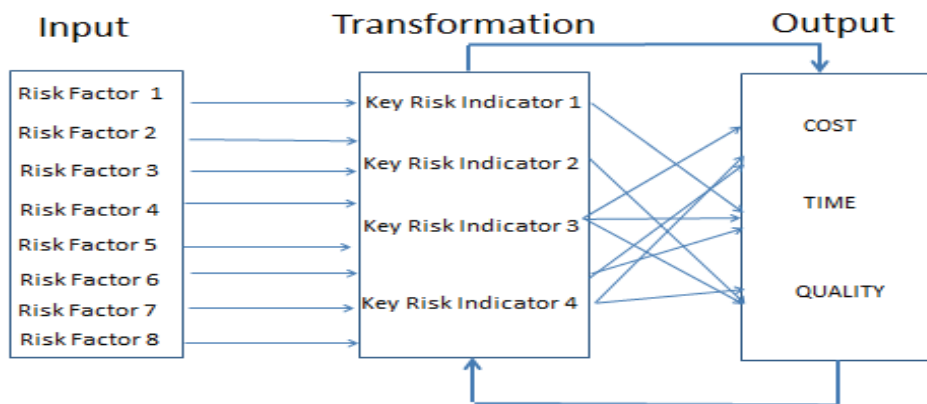 Input
Transformation
Output
Risk Factor 1
Risk Factor 2
Risk Factor 3
Risk Factor 4
Risk Factor 5
Risk Factor 6
Risk Factor 7
Risk Factor 8
Key Risk Indicator 1
Key Risk Indicator 2
Key Risk Indicator 3
Key Risk Indicator 4
COST
TIME
QUALITY